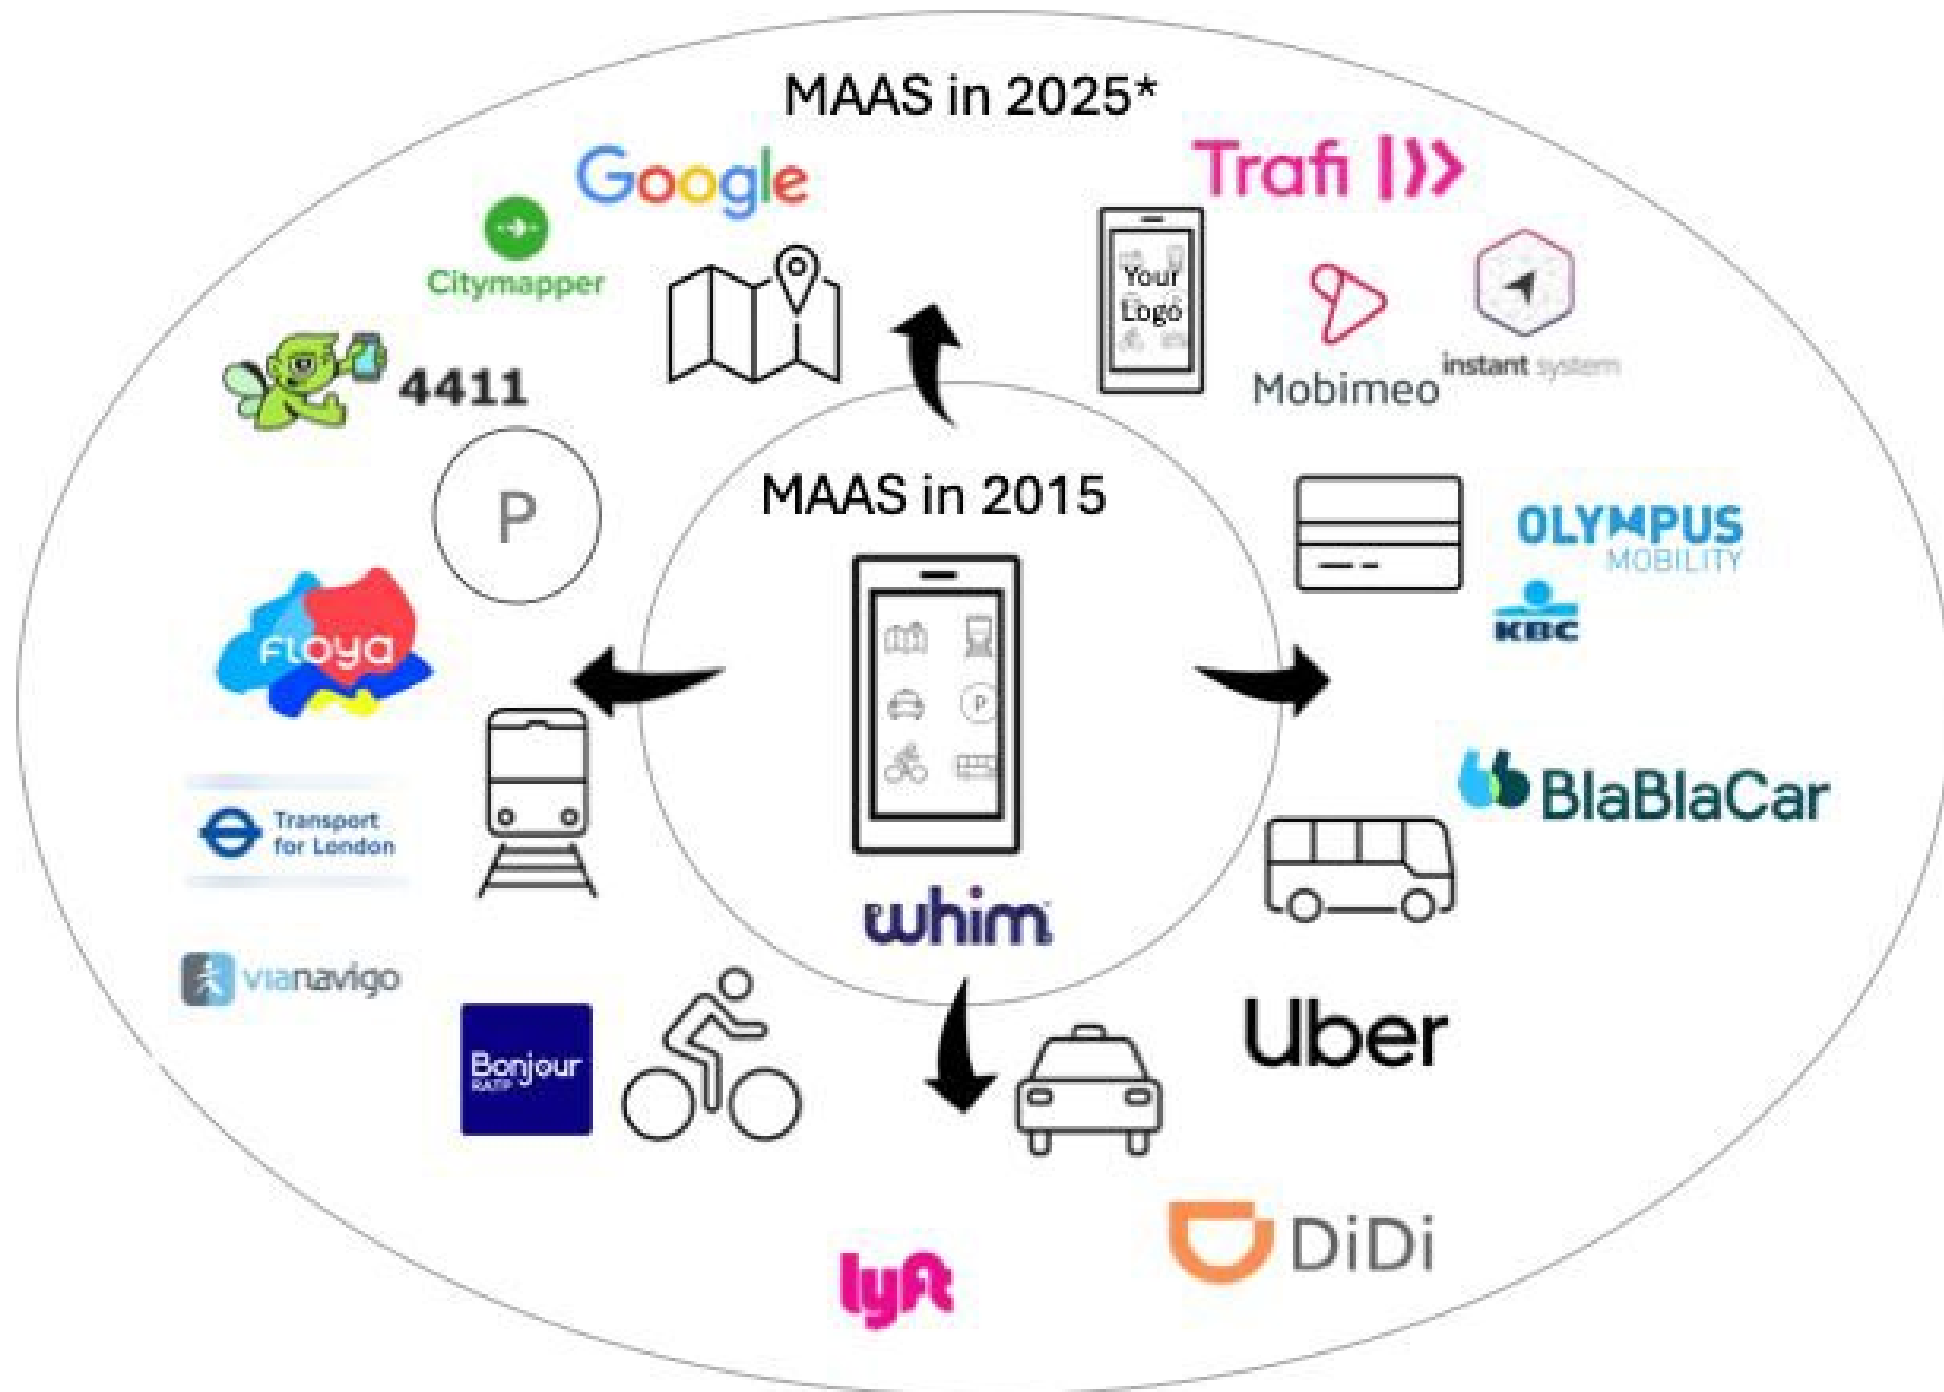 MAAS in 2025*
Google
Trafi
Citymapper
Your
Logo
instant system
Mobimeo
4411
P
MAAS in 2015
OLYMPUS
MOBILITY
KBC
FLOYA
P
BlaBlaCar
Transport
for London
whim
vianavigo
Uber
Bonjour
RATP
DiDi
lyft